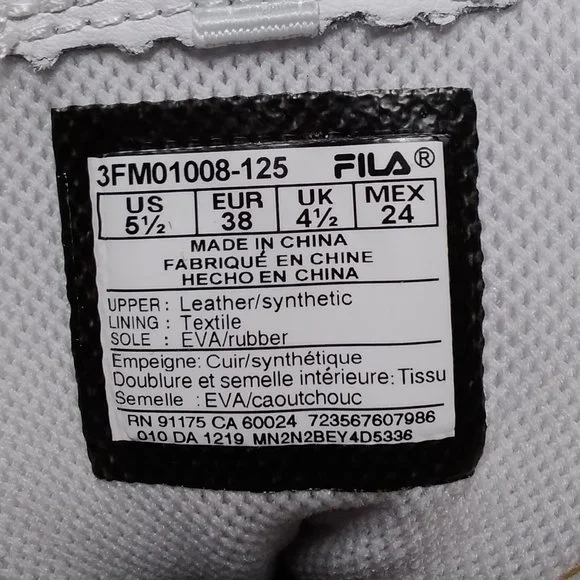 3FM01008-125 FILA®
US EUR UK MEX
5½ 38 4½ 24
MADE IN CHINA
FABRIQUÉ EN CHINE
HECHO EN CHINA
UPPER : Leather/synthetic
LINING : Textile
SOLE : EVA/rubber
Empeigne: Cuir/synthétique
Doublure et semelle intérieure: Tissu
Semelle : EVA/caoutchouc
RN 91175 CA 60024 723567607986
010 DA 1219 MN2N2BEY4D5336